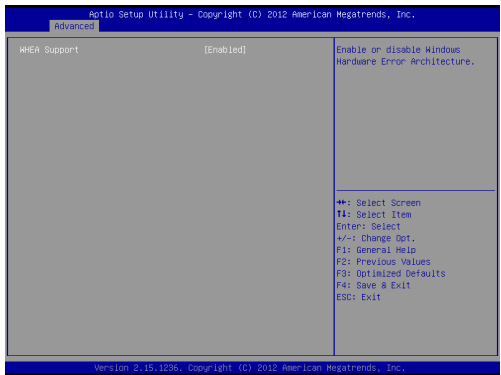 Aptio Setup Utility – Copyright (C) 2012 American Megatrends, Inc.
Advanced
WHEA Support [Enabled]
Enable or disable Windows
Hardware Error Architecture.
→←: Select Screen
↑↓: Select Item
Enter: Select
+/-: Change Opt.
F1: General Help
F2: Previous Values
F3: Optimized Defaults
F4: Save & Exit
ESC: Exit
Version 2.15.1236. Copyright (C) 2012 American Megatrends, Inc.